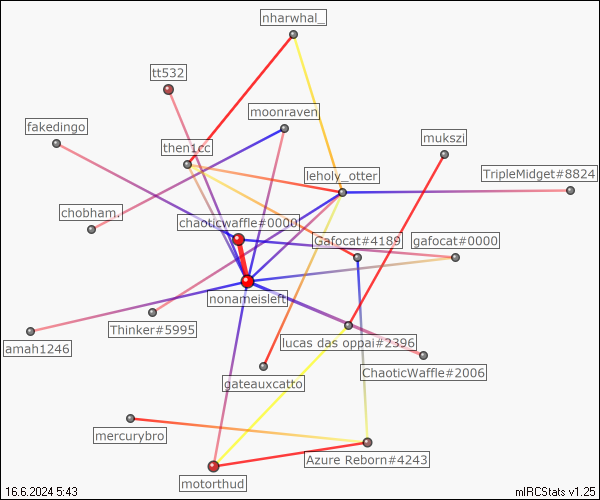 nharwhal_
tt532
moonraven
fakedingo
mukszi
then1cc
leholy_otter
TripleMidget#8824
chobham.
chaoticwaffle#0000
Gafocat#4189
gafocat#0000
nonameisleft
Thinker#5995
lucas das oppai#2396
amah1246
ChaoticWaffle#2006
gateauxcatto
mercurybro
Azure Reborn#4243
motorthud
16.6.2024 5:43
mIRCStats v1.25